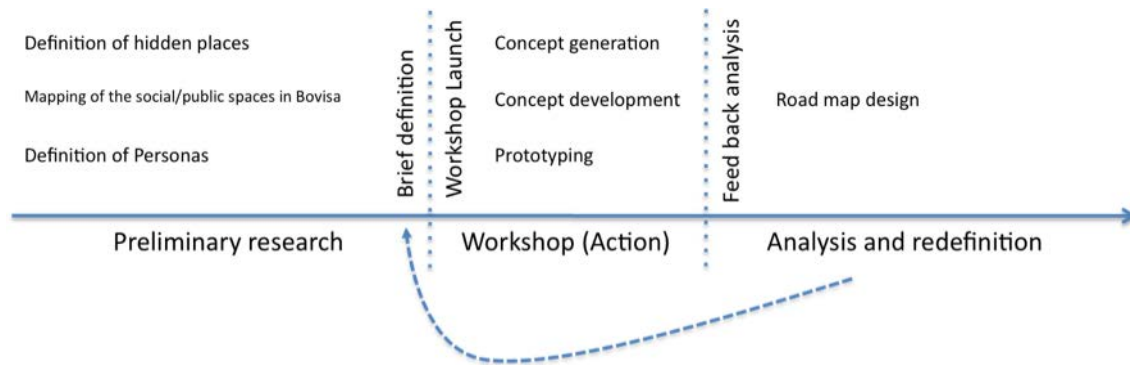 Definition of hidden places
Mapping of the social/public spaces in Bovisa
Definition of Personas
Brief definition
Workshop Launch
Concept generation
Concept development
Prototyping
Feed back analysis
Road map design
Preliminary research
Workshop (Action)
Analysis and redefinition